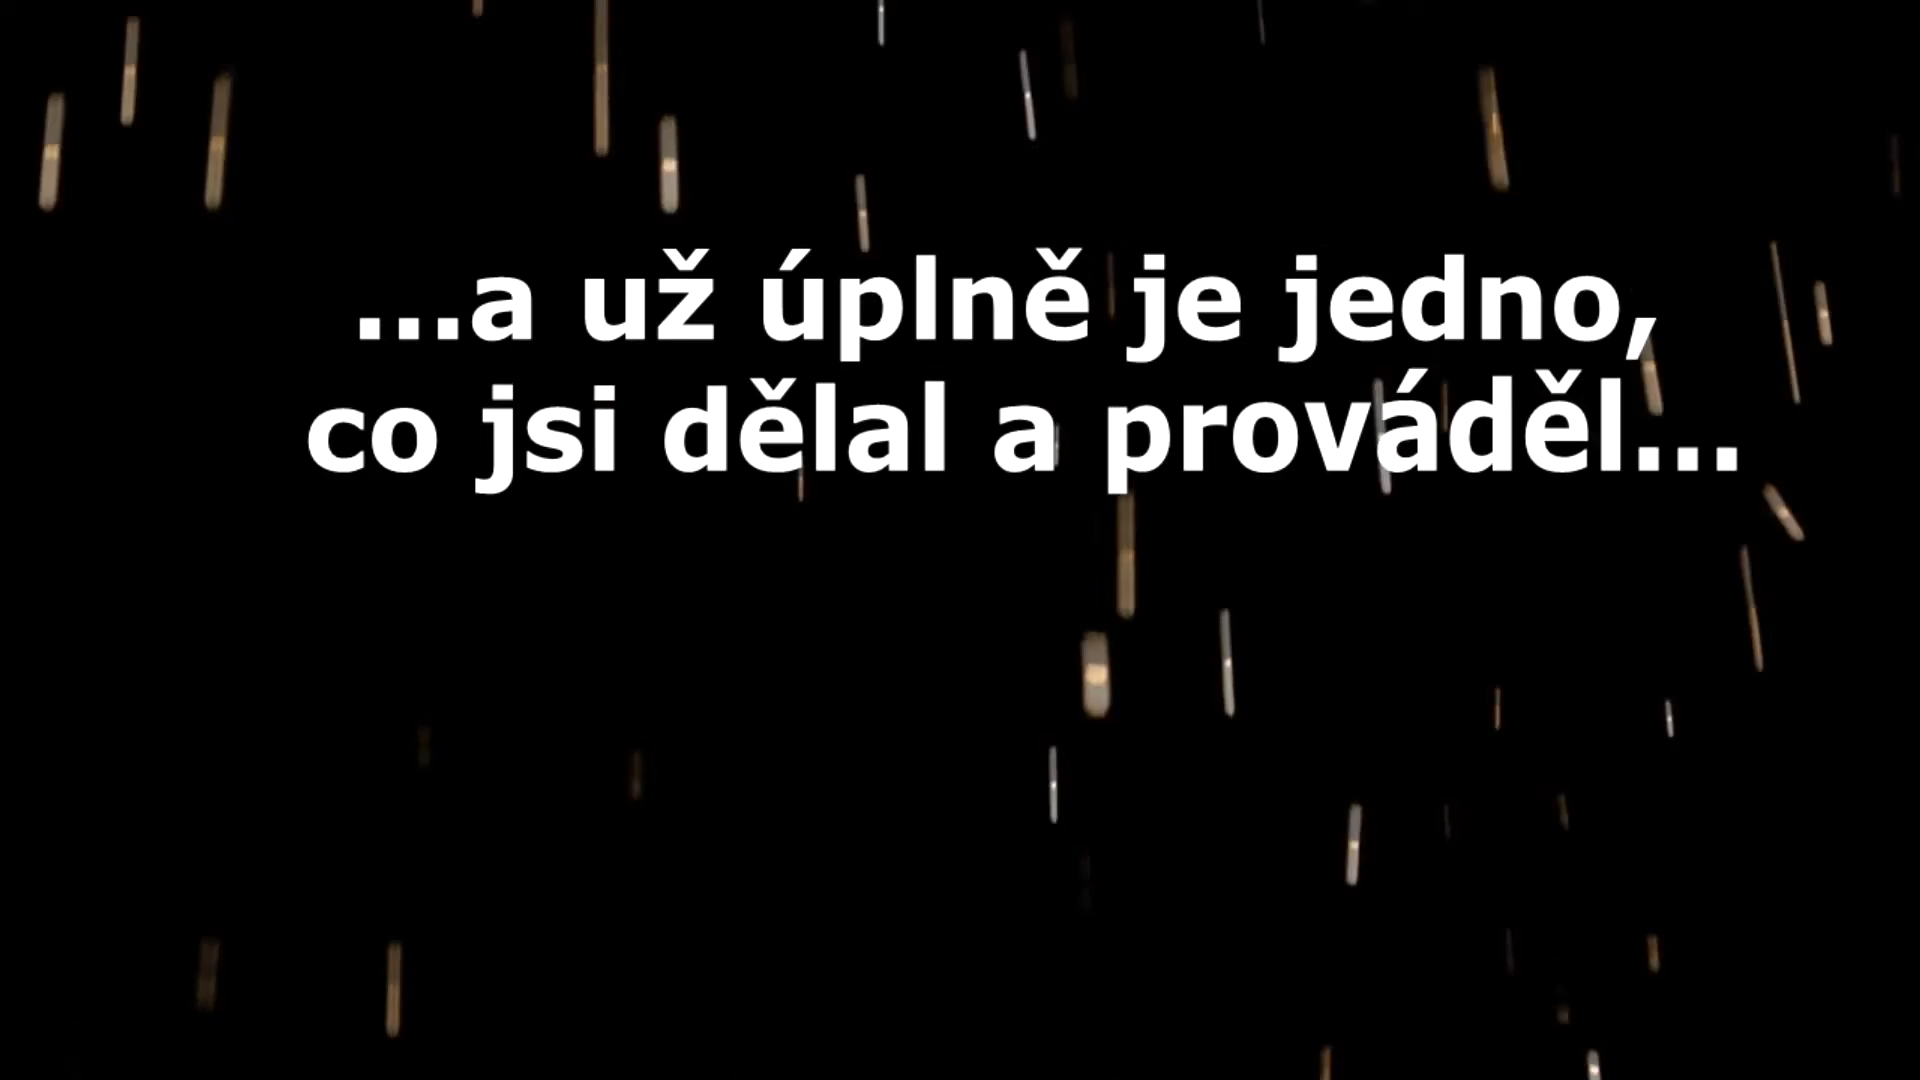 ...a už úplně je jedno,
co jsi dělal a prováděl...